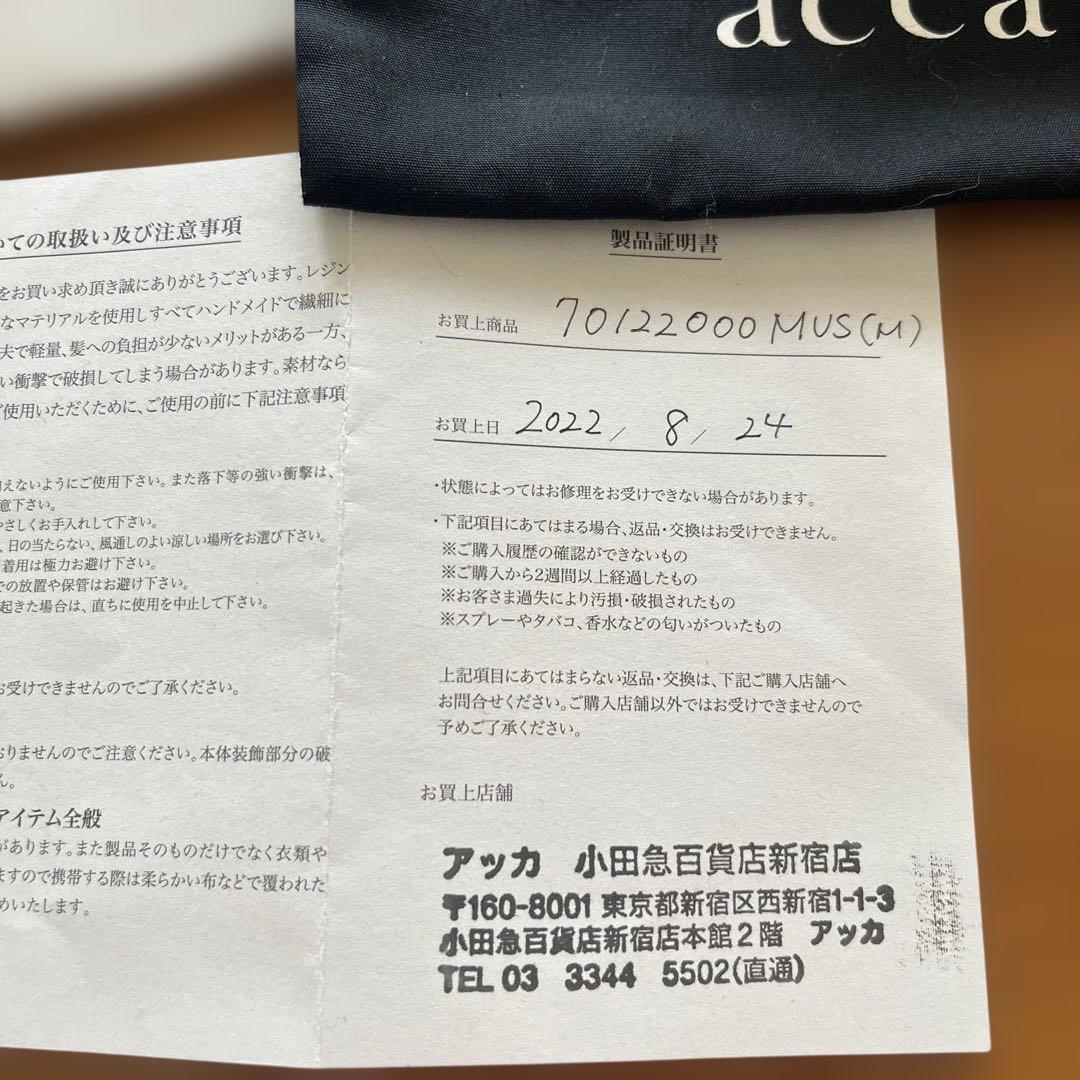 acca
いての取扱い及び注意事項
をお買い求め頂き誠にありがとうございます。レジン
なマテリアルを使用しすべてハンドメイドで繊細に
夫で軽量、髪への負担が少ないメリットがある一方、
い衝撃で破損してしまう場合があります。素材なら
ご使用いただくために、ご使用の前に下記注意事項
えないようにご使用下さい。また落下等の強い衝撃は、
意下さい。
やさしくお手入れして下さい。
、日の当たらない、風通しのよい涼しい場所をお選び下さい。
着用は極力お避け下さい。
での放置や保管はお避け下さい。
起きた場合は、直ちに使用を中止して下さい。
お受けできませんのでご了承ください。
おりませんのでご注意ください。本体装飾部分の破
ん。
アイテム全般
があります。また製品そのものだけでなく衣類や
ますので携帯する際は柔らかい布などで覆われた
めいたします。
製品証明書
お買上商品 70122000MUS(M)
お買上日 2022/8/24
・状態によってはお修理をお受けできない場合があります。
・下記項目にあてはまる場合、返品・交換はお受けできません。
※ご購入履歴の確認ができないもの
※ご購入から2週間以上経過したもの
※お客さま過失により汚損・破損されたもの
※スプレーやタバコ、香水などの匂いがついたもの
上記項目にあてはまらない返品・交換は、下記ご購入店舗へ
お問合せください。ご購入店舗以外ではお受けできませんので
予めご了承ください。
お買上店舗
アッカ 小田急百貨店新宿店
〒160-8001 東京都新宿区西新宿1-1-3
小田急百貨店新宿店本館2階 アッカ
TEL 03 3344 5502(直通)